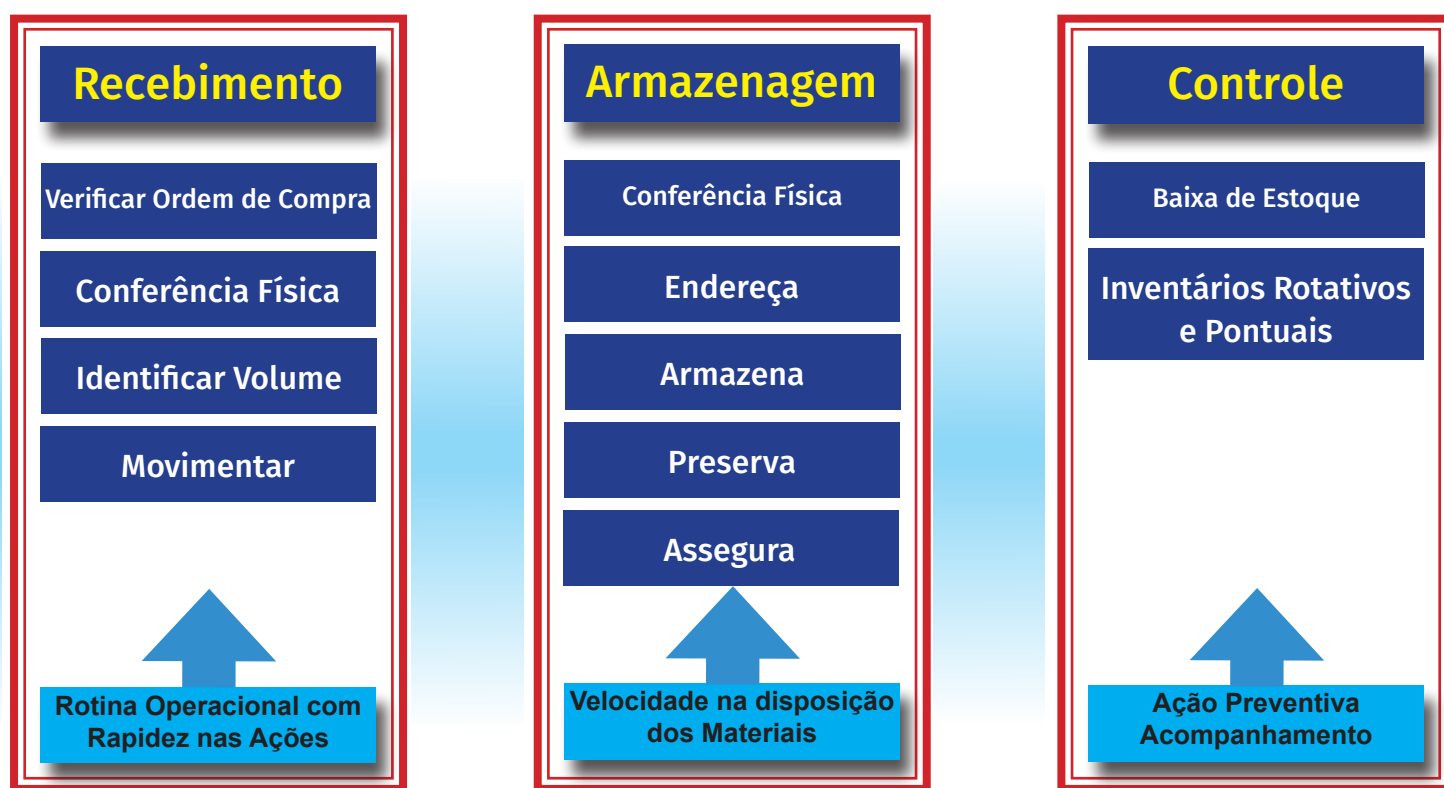 Recebimento
Verificar Ordem de Compra
Conferência Física
Identificar Volume
Movimentar
Rotina Operacional com
Rapidez nas Ações
Armazenagem
Conferência Física
Endereça
Armazena
Preserva
Assegura
Velocidade na disposição
dos Materiais
Controle
Baixa de Estoque
Inventários Rotativos
e Pontuais
Ação Preventiva
Acompanhamento